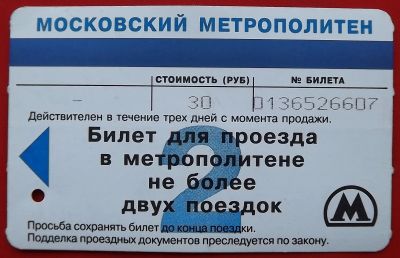 МОСКОВСКИЙ МЕТРОПОЛИТЕН
СТОИМОСТЬ (РУБ) № БИЛЕТА
- 30 0136526607
Действителен в течение трех дней с момента продажи.
2
Билет для проезда
в метрополитене
не более
двух поездок
М
Просьба сохранять билет до конца поездки.
Подделка проездных документов преследуется по закону.